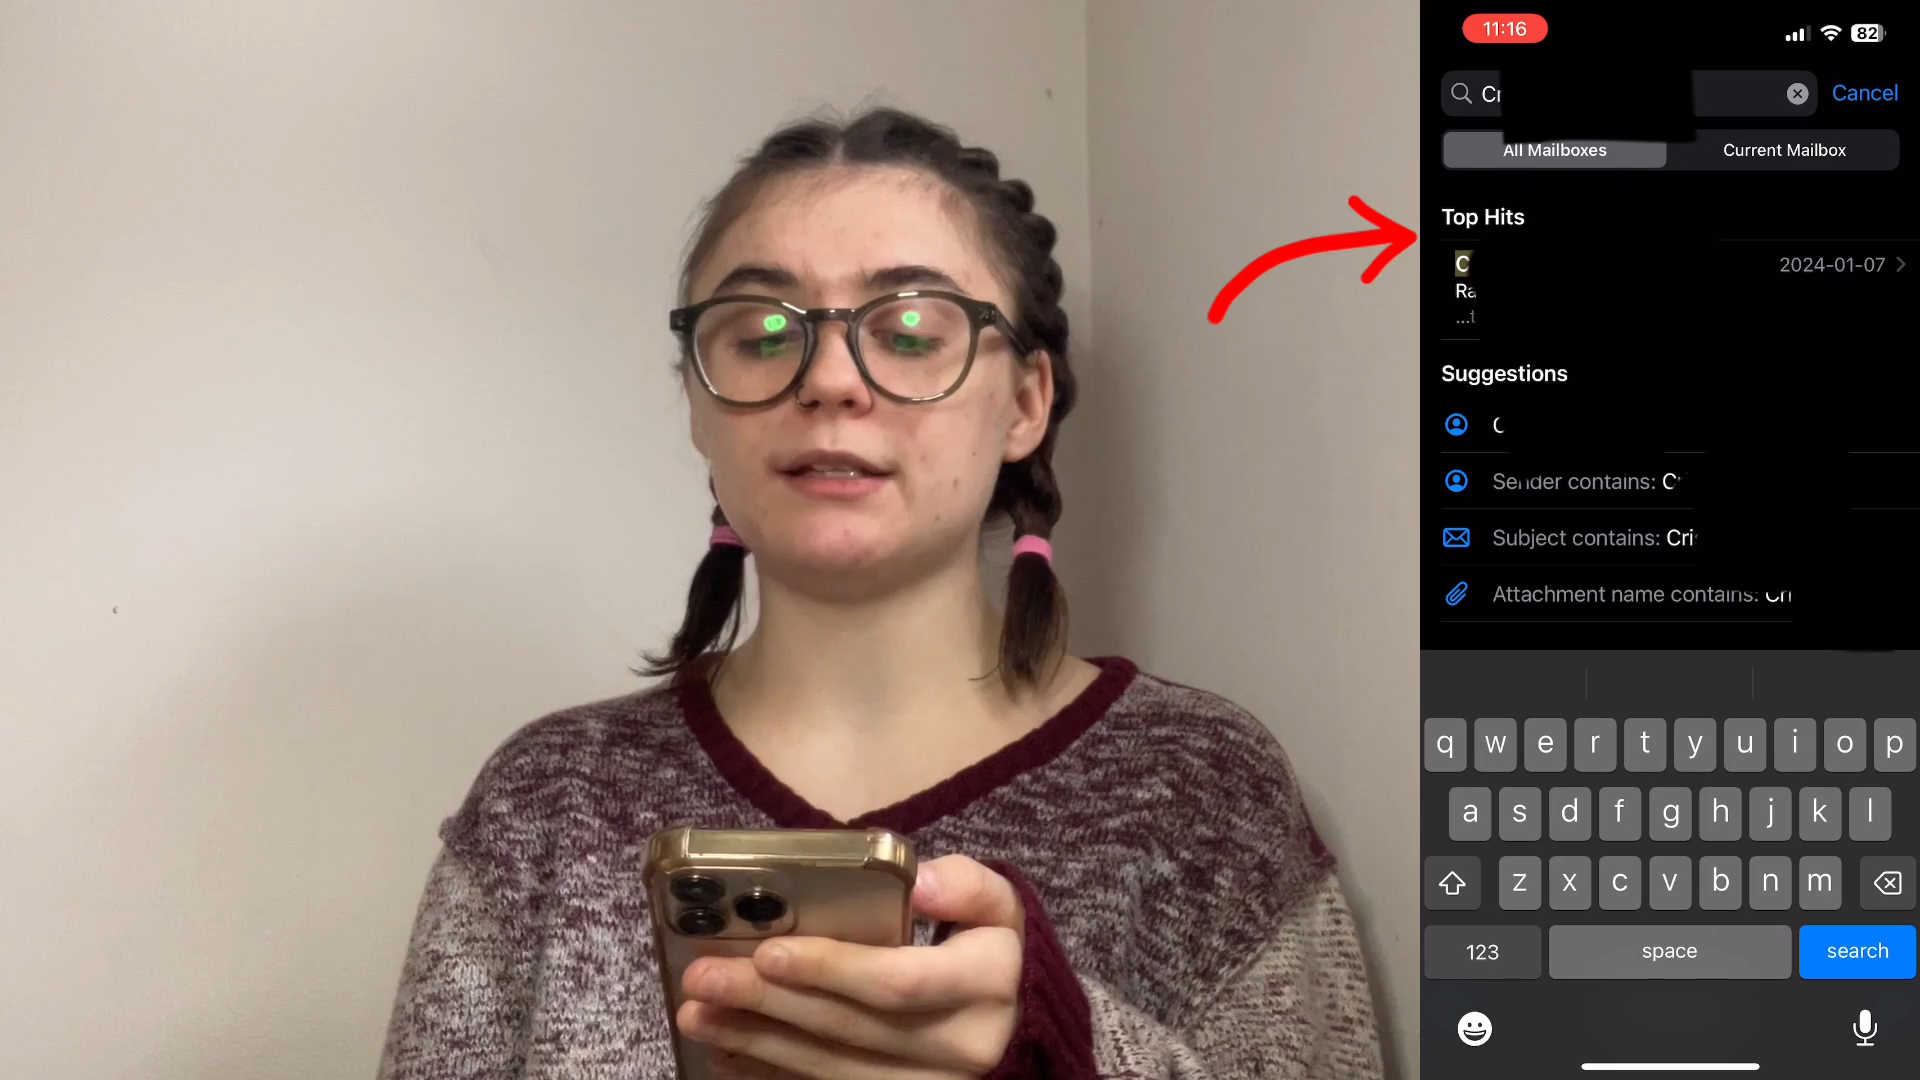 11:16
82
Cr
Cancel
All Mailboxes
Current Mailbox
Top Hits
C
2024-01-07
Ra
...t
Suggestions
C
Sender contains: C
Subject contains: Cri
Attachment name contains: Cri
q w e r t y u i o p
a s d f g h j k l
z x c v b n m
123
space
search